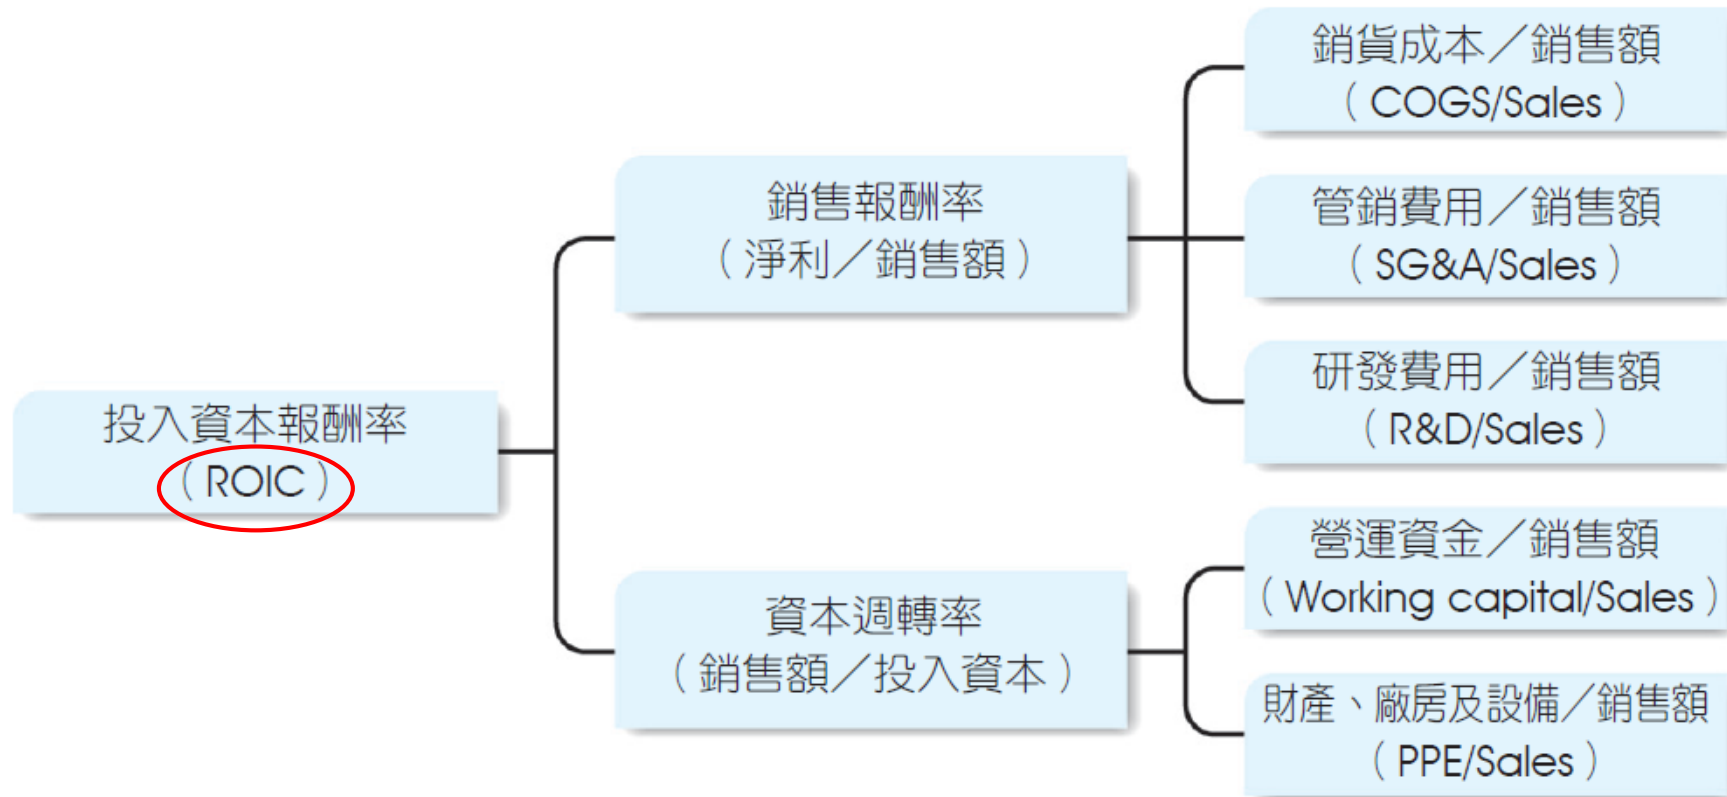 投入資本報酬率
（ROIC）
銷售報酬率
（淨利／銷售額）
資本週轉率
（銷售額／投入資本）
銷貨成本／銷售額
（COGS/Sales）
管銷費用／銷售額
（SG&A/Sales）
研發費用／銷售額
（R&D/Sales）
營運資金／銷售額
（Working capital/Sales）
財產、廠房及設備／銷售額
（PPE/Sales）